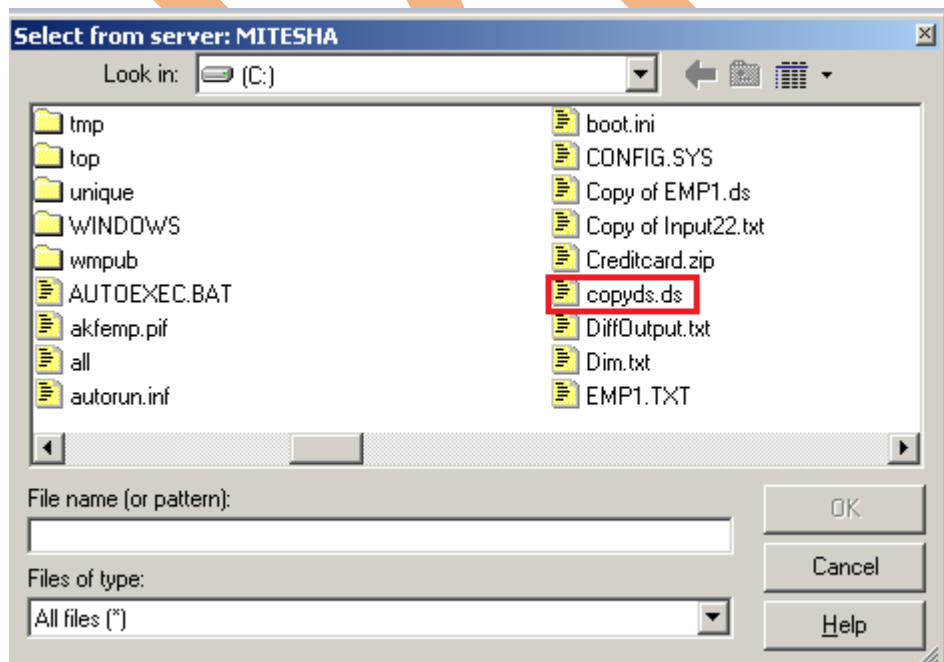 Select from server: MITESHA
Look in: (C:)
tmp
top
unique
WINDOWS
wmpub
AUTOEXEC.BAT
akfemp.pif
all
autorun.inf
boot.ini
CONFIG.SYS
Copy of EMP1.ds
Copy of Input22.txt
Creditcard.zip
copyds.ds
DiffOutput.txt
Dim.txt
EMP1.TXT
File name (or pattern):
OK
Files of type:
Cancel
All files (*)
Help